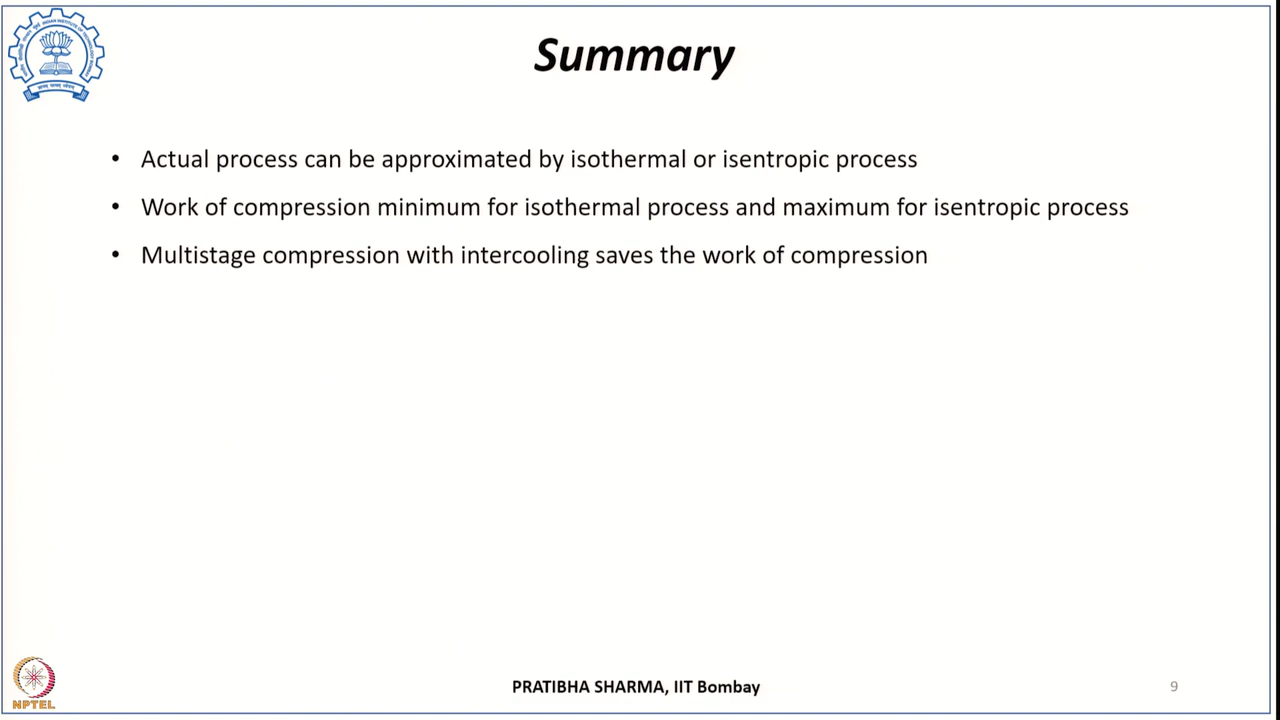 Summary
• Actual process can be approximated by isothermal or isentropic process
• Work of compression minimum for isothermal process and maximum for isentropic process
• Multistage compression with intercooling saves the work of compression
NPTEL
PRATIBHA SHARMA, IIT Bombay
9